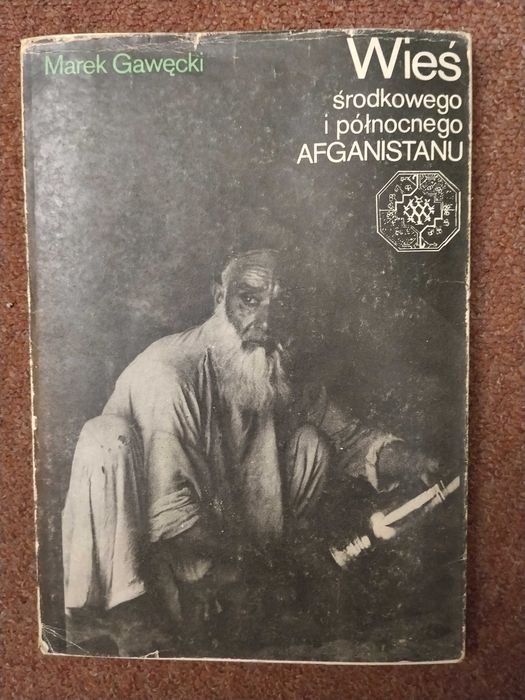 Marek Gawęcki
Wieś
środkowego
i północnego
AFGANISTANU